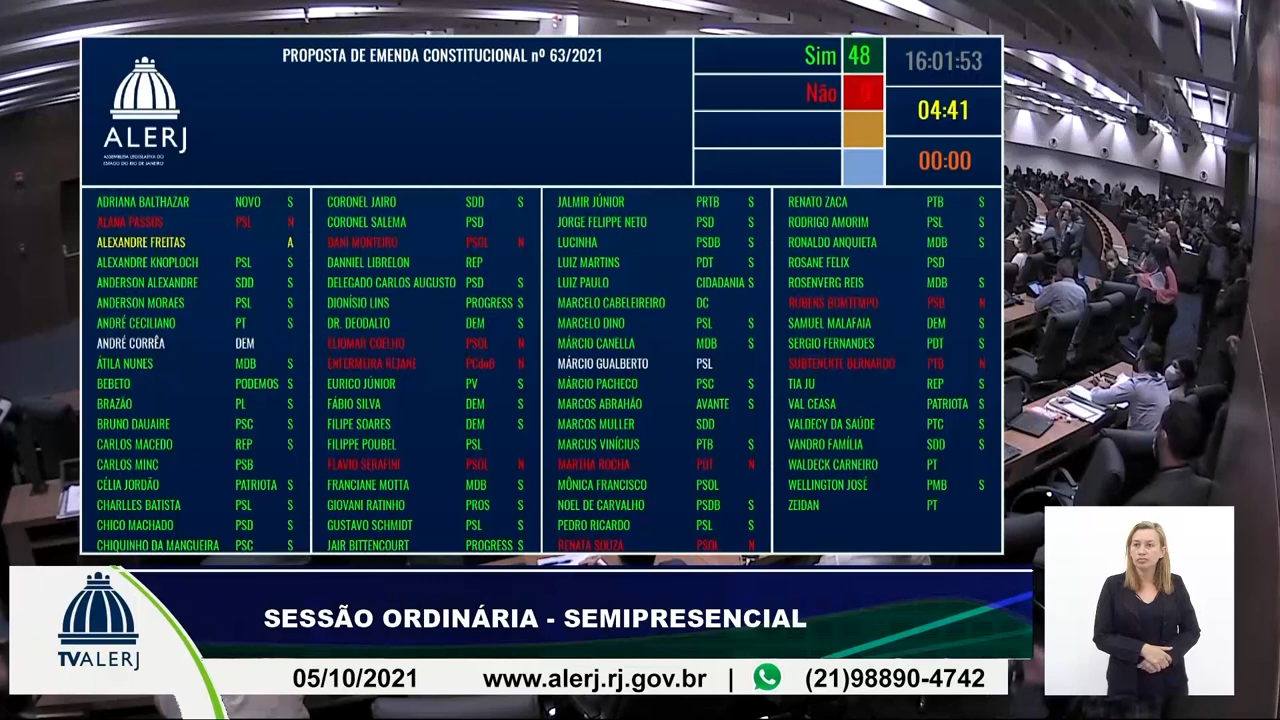 PROPOSTA DE EMENDA CONSTITUCIONAL nº 63/2021
ALERJ
ASSEMBLEIA LEGISLATIVA DO
ESTADO DO RIO DE JANEIRO
Sim 48
Não
16:01:53
04:41
00:00
ADRIANA BALTHAZAR NOVO S
ALANA PASSOS PSL N
ALEXANDRE FREITAS A
ALEXANDRE KNOPLOCH PSL S
ANDERSON ALEXANDRE SDD S
ANDERSON MORAES PSL S
ANDRÉ CECILIANO PT S
ANDRÉ CORRÊA DEM
ÁTILA NUNES MDB S
BEBETO PODEMOS S
BRAZÃO PL S
BRUNO DAUAIRE PSC S
CARLOS MACEDO REP S
CARLOS MINC PSB
CÉLIA JORDÃO PATRIOTA S
CHARLLES BATISTA PSL S
CHICO MACHADO PSD S
CHIQUINHO DA MANGUEIRA PSC S
CORONEL JAIRO SDD S
CORONEL SALEMA PSD
DANI MONTEIRO PSOL N
DANNIEL LIBRELON REP
DELEGADO CARLOS AUGUSTO PSD S
DIONÍSIO LINS PROGRESS S
DR. DEODALTO DEM S
ELIOMAR COELHO PSOL N
ENFERMEIRA REJANE PCdoB N
EURICO JÚNIOR PV S
FÁBIO SILVA DEM S
FILIPE SOARES DEM S
FILIPPE POUBEL PSL
FLAVIO SERAFINI PSOL N
FRANCIANE MOTTA MDB S
GIOVANI RATINHO PROS S
GUSTAVO SCHMIDT PSL S
JAIR BITTENCOURT PROGRESS S
JALMIR JÚNIOR PRTB S
JORGE FELIPPE NETO PSD S
LUCINHA PSDB S
LUIZ MARTINS PDT S
LUIZ PAULO CIDADANIA S
MARCELO CABELEIREIRO DC
MARCELO DINO PSL S
MÁRCIO CANELLA MDB S
MÁRCIO GUALBERTO PSL
MÁRCIO PACHECO PSC S
MARCOS ABRAHÃO AVANTE S
MARCOS MULLER SDD
MARCUS VINÍCIUS PTB S
MARTHA ROCHA PDT N
MÔNICA FRANCISCO PSOL
NOEL DE CARVALHO PSDB S
PEDRO RICARDO PSL S
RENATA SOUZA PSOL N
RENATO ZACA PTB S
RODRIGO AMORIM PSL S
RONALDO ANQUIETA MDB S
ROSANE FELIX PSD
ROSENVERG REIS MDB S
RUBENS BOMTEMPO PSB N
SAMUEL MALAFAIA DEM S
SERGIO FERNANDES PDT S
SUBTENENTE BERNARDO PTB N
TIA JU REP S
VAL CEASA PATRIOTA S
VALDECY DA SAÚDE PTC S
VANDRO FAMÍLIA SDD S
WALDECK CARNEIRO PT
WELLINGTON JOSÉ PMB S
ZEIDAN PT
TVALERJ
SESSÃO ORDINÁRIA - SEMIPRESENCIAL
05/10/2021 www.alerj.rj.gov.br | (21)98890-4742